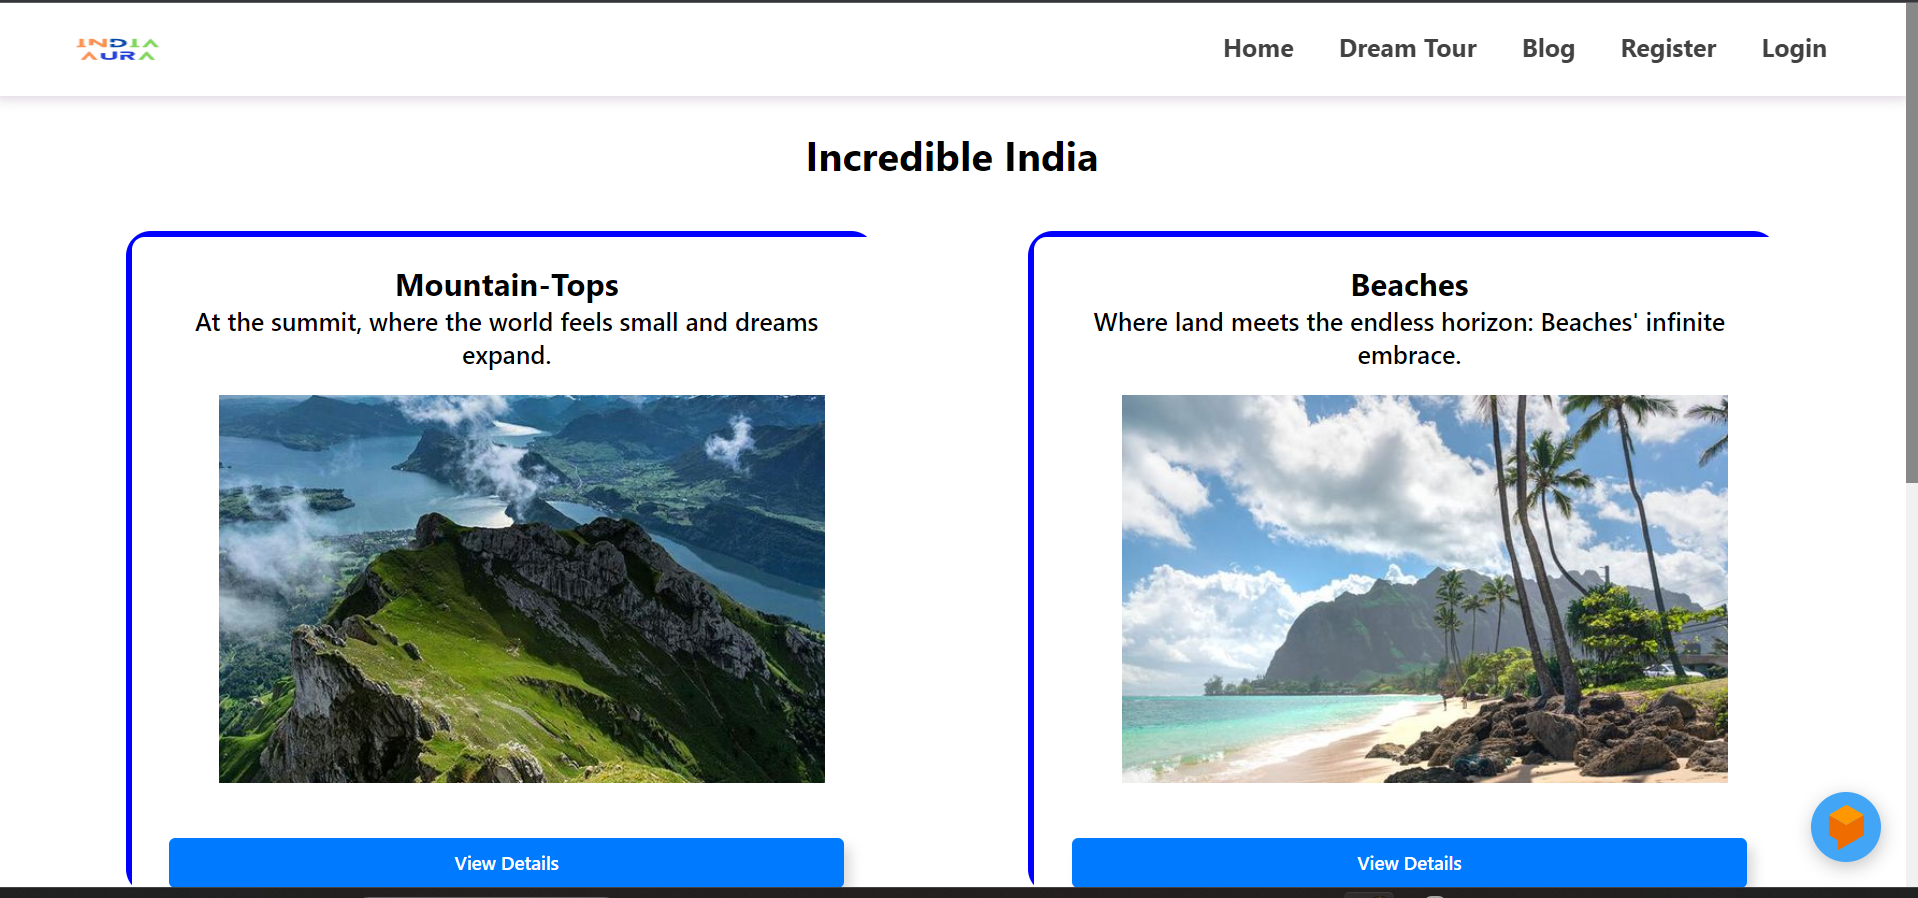 INDIA
AURA
Home Dream Tour Blog Register Login
Incredible India
Mountain-Tops
At the summit, where the world feels small and dreams
expand.
View Details
Beaches
Where land meets the endless horizon: Beaches' infinite
embrace.
View Details